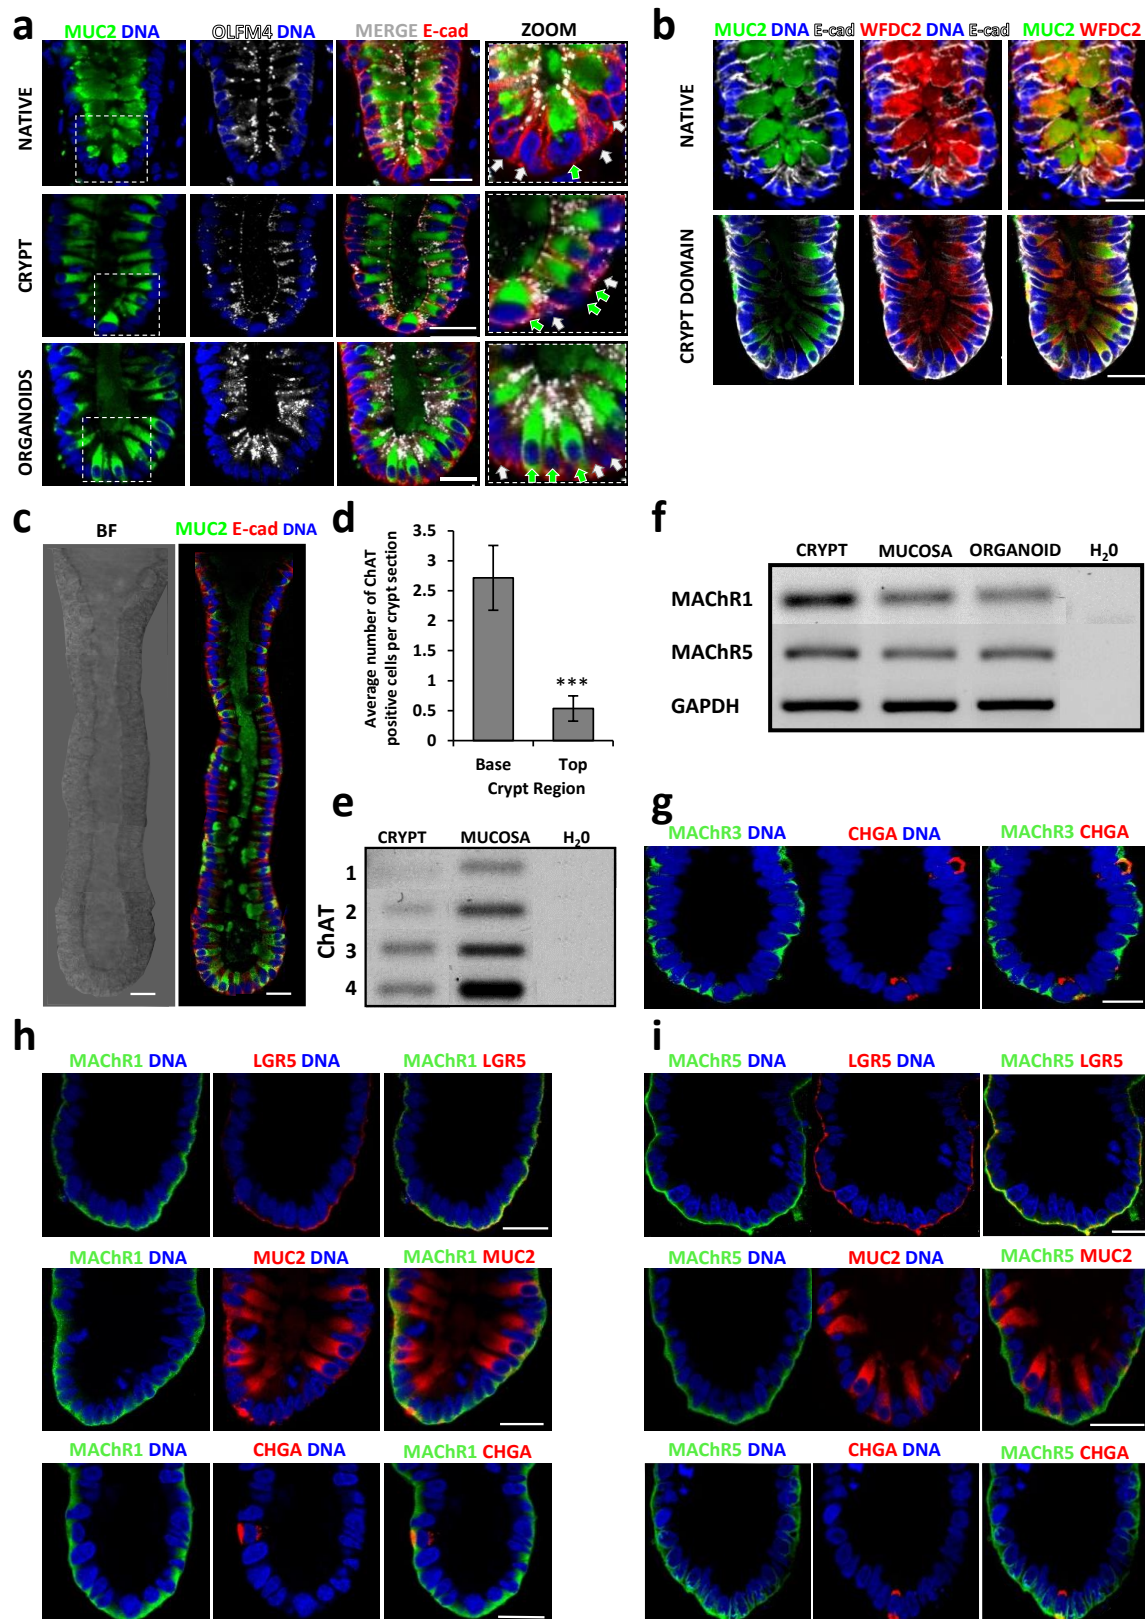 a
MUC2 DNA OLFM4 DNA MERGE E-cad ZOOM
NATIVE
CRYPT
ORGANOIDS
b
MUC2 DNA E-cad WFDC2 DNA E-cad MUC2 WFDC2
NATIVE
CRYPT DOMAIN
c
BF MUC2 E-cad DNA
d
Average number of ChAT
positive cells per crypt section
3.5
3
2.5
2
1.5
1
0.5
0
***
Base Top
Crypt Region
e
CRYPT MUCOSA H₂0
ChAT
1
2
3
4
f
CRYPT MUCOSA ORGANOID H₂0
MAChR1
MAChR5
GAPDH
g
MAChR3 DNA CHGA DNA MAChR3 CHGA
h
MAChR1 DNA LGR5 DNA MAChR1 LGR5
MAChR1 DNA MUC2 DNA MAChR1 MUC2
MAChR1 DNA CHGA DNA MAChR1 CHGA
i
MAChR5 DNA LGR5 DNA MAChR5 LGR5
MAChR5 DNA MUC2 DNA MAChR5 MUC2
MAChR5 DNA CHGA DNA MAChR5 CHGA